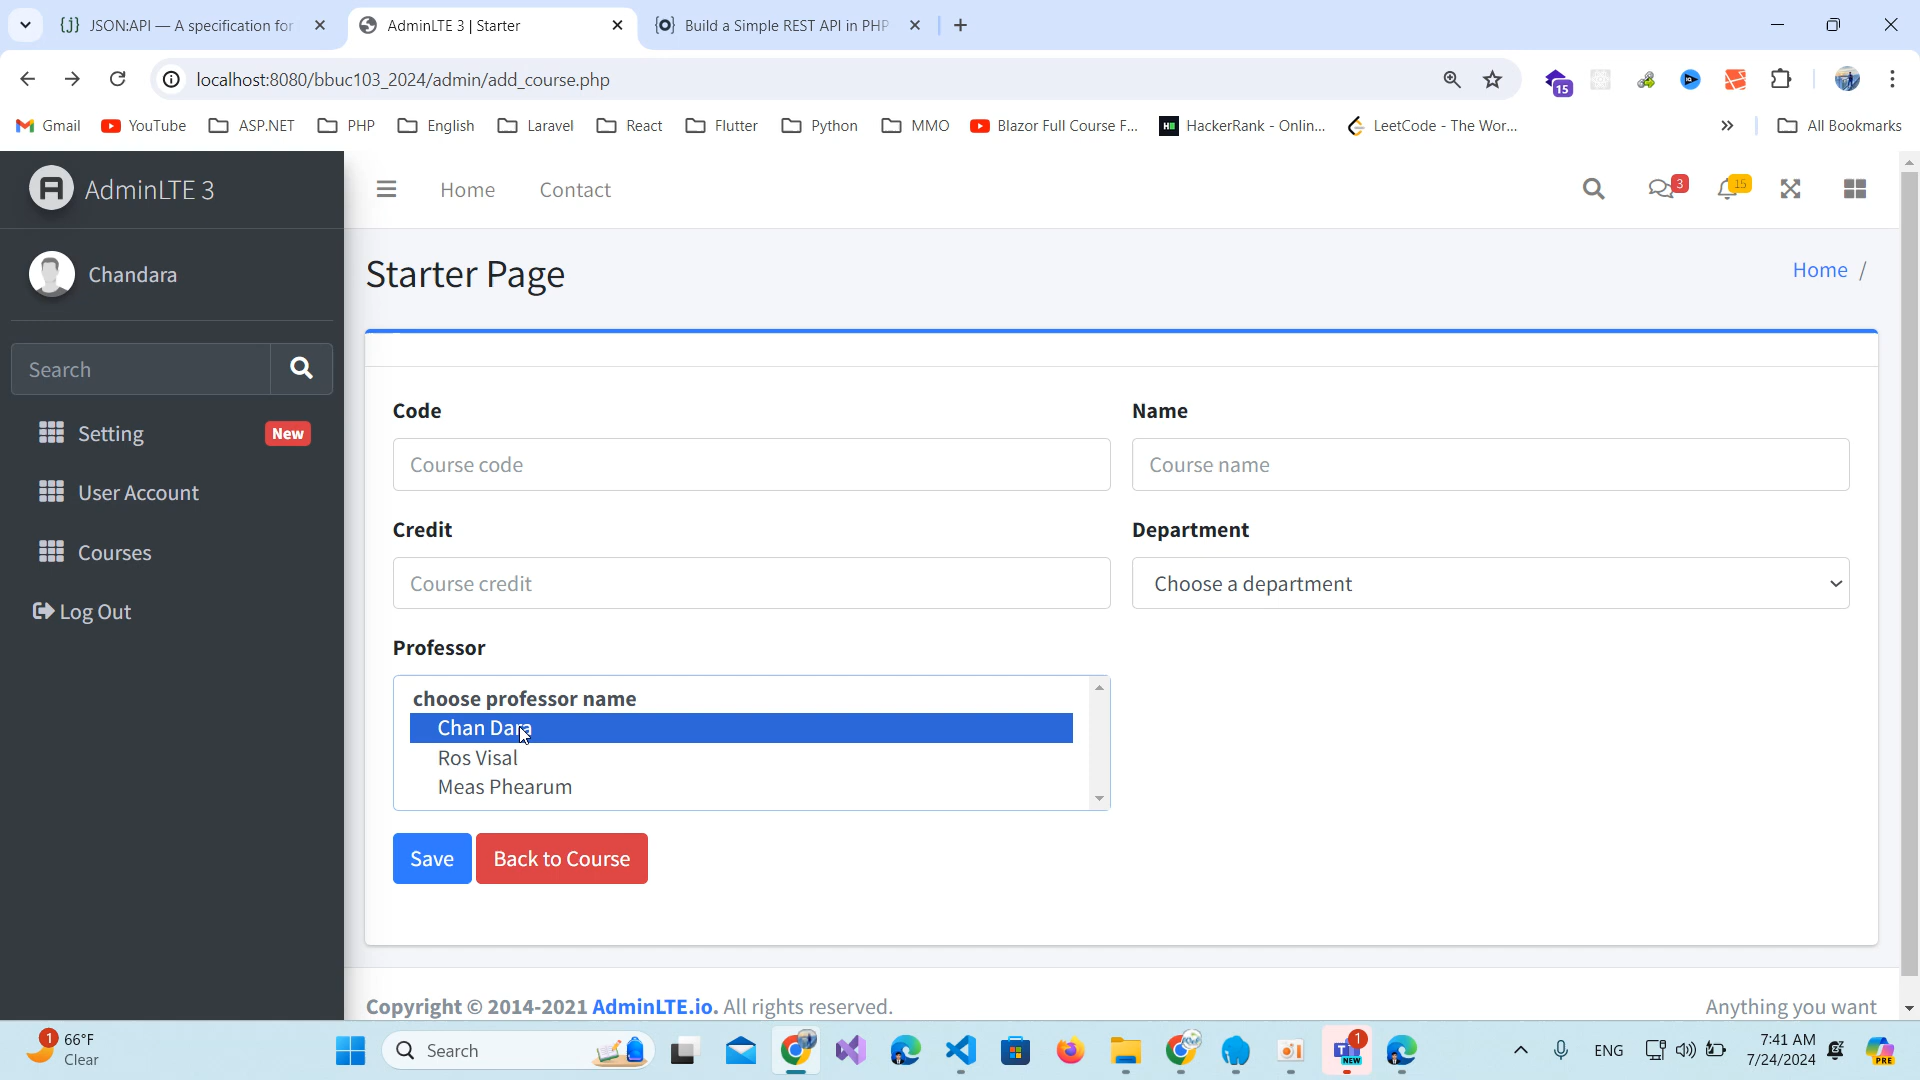 {;} JSON:API — A specification for
AdminLTE 3 | Starter
Build a Simple REST API in PHP
localhost:8080/bbuc103_2024/admin/add_course.php
15
Gmail
YouTube
ASP.NET
PHP
English
Laravel
React
Flutter
Python
MMO
Blazor Full Course F...
HackerRank - Onlin...
LeetCode - The Wor...
All Bookmarks
AdminLTE 3
Home
Contact
3
15
Chandara
Starter Page
Home /
Search
Setting
New
User Account
Courses
Log Out
Code
Name
Course code
Course name
Credit
Department
Course credit
Choose a department
Professor
choose professor name
Chan Dara
Ros Visal
Meas Phearum
Save
Back to Course
Copyright © 2014-2021 AdminLTE.io. All rights reserved.
Anything you want
1
66°F
Clear
Search
1
NEW
ENG
7:41 AM
7/24/2024
PRE